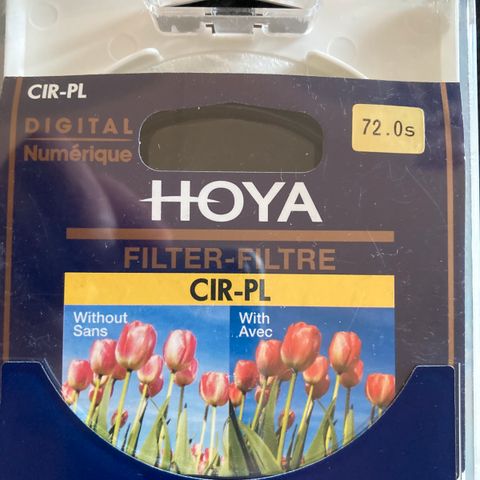 CIR-PL
DIGITAL
Numérique
72.0s
HOYA
FILTER-FILTRE
CIR-PL
Without
Sans
With
Avec